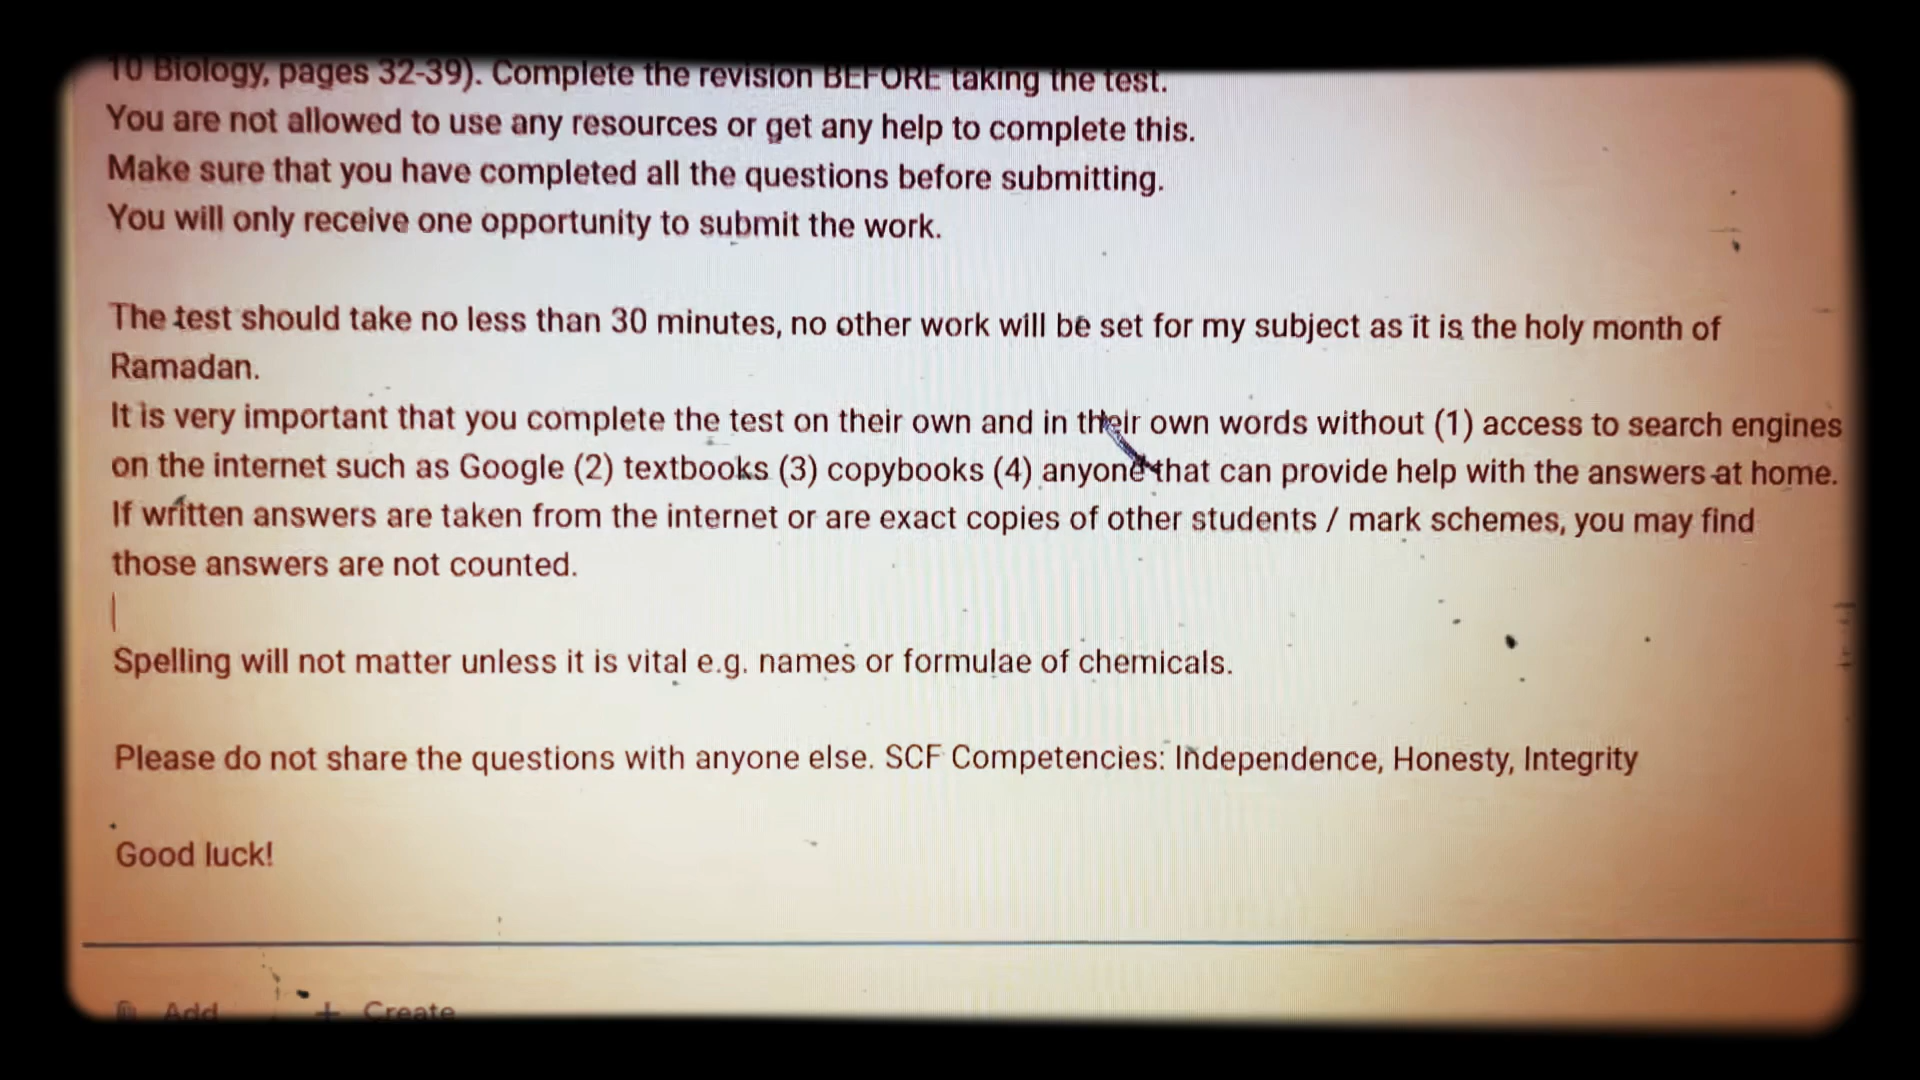 10 Biology, pages 32-39). Complete the revision BEFORE taking the test.
You are not allowed to use any resources or get any help to complete this.
Make sure that you have completed all the questions before submitting.
You will only receive one opportunity to submit the work.
The test should take no less than 30 minutes, no other work will be set for my subject as it is the holy month of
Ramadan.
It is very important that you complete the test on their own and in their own words without (1) access to search engines
on the internet such as Google (2) textbooks (3) copybooks (4) anyone that can provide help with the answers at home.
If written answers are taken from the internet or are exact copies of other students / mark schemes, you may find
those answers are not counted.
Spelling will not matter unless it is vital e.g. names or formulae of chemicals.
Please do not share the questions with anyone else. SCF Competencies: Independence, Honesty, Integrity
Good luck!
Add + Create